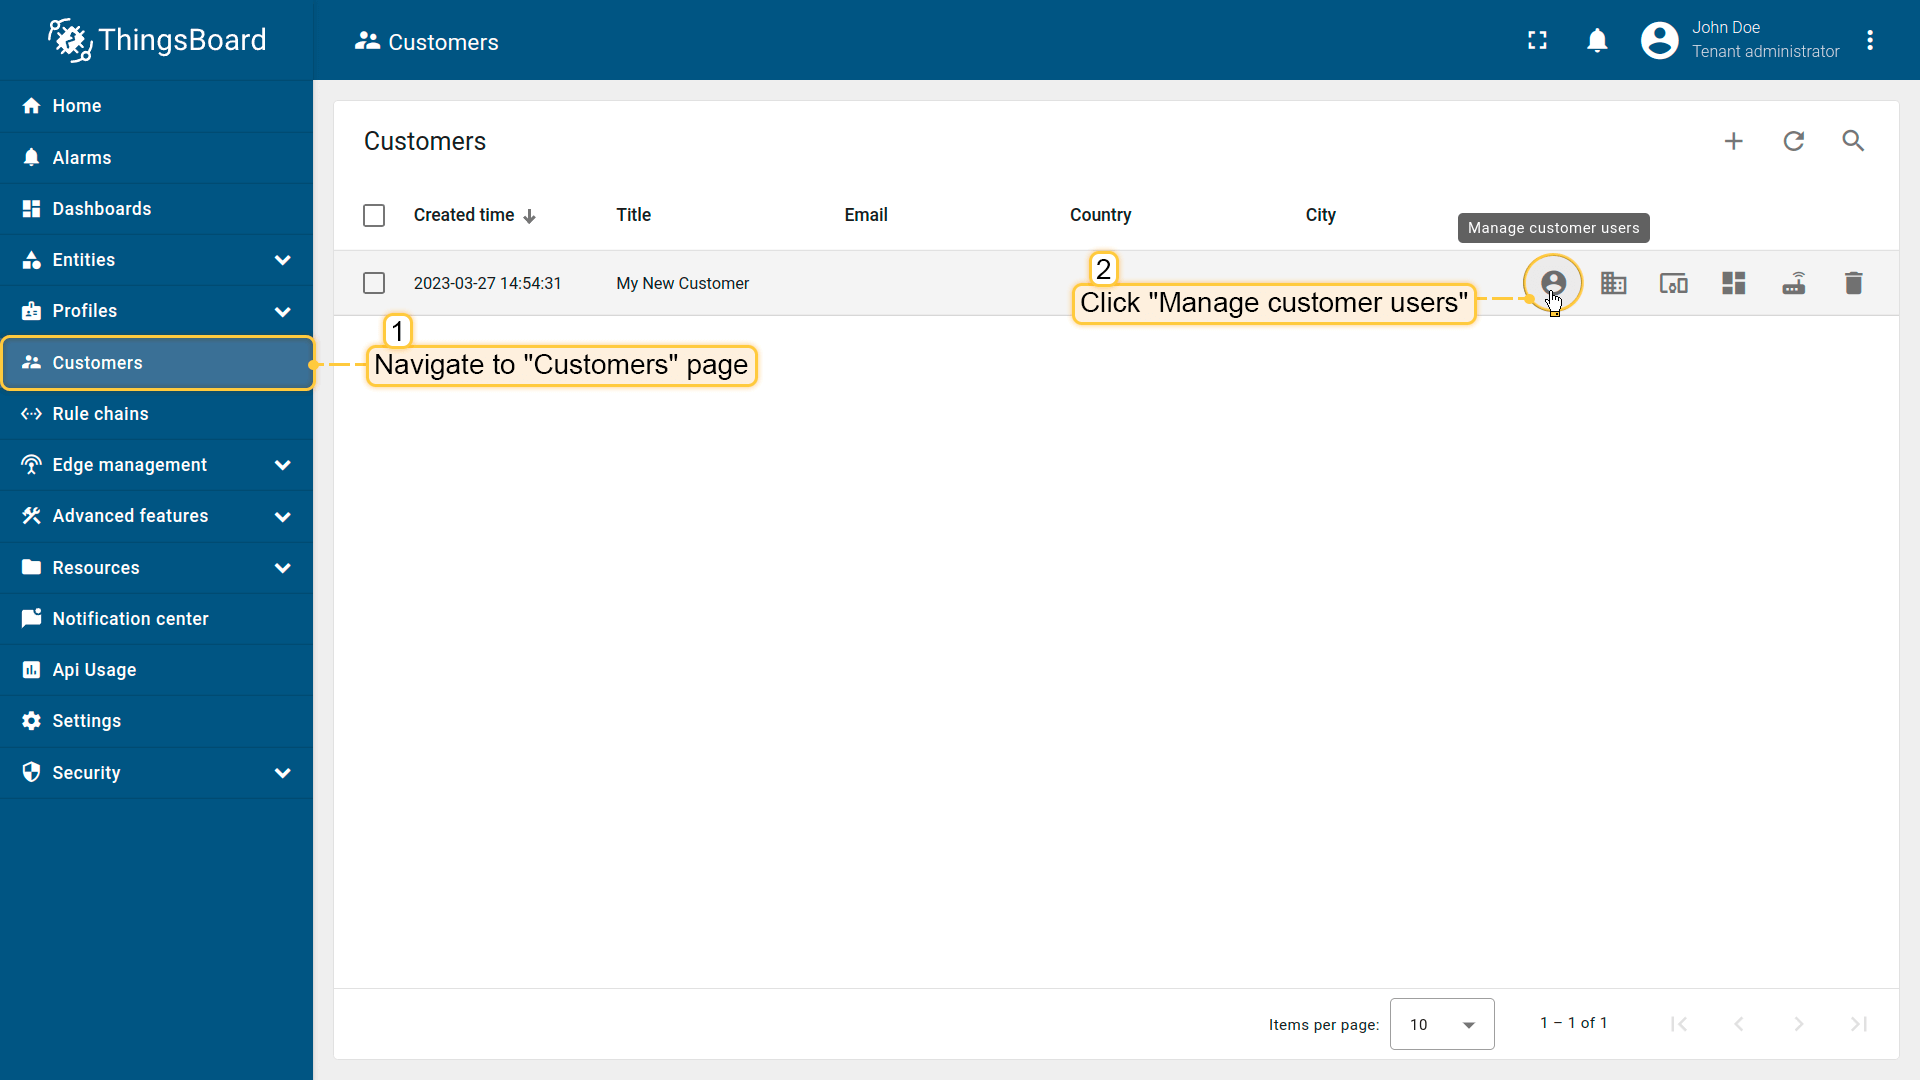 ThingsBoard
Customers
John Doe
Tenant administrator
Home
Alarms
Dashboards
Entities
Profiles
Customers
Rule chains
Edge management
Advanced features
Resources
Notification center
Api Usage
Settings
Security
Customers
Created time Title Email Country City
Manage customer users
2023-03-27 14:54:31 My New Customer
2
Click "Manage customer users"
1
Navigate to "Customers" page
Items per page: 10 1 – 1 of 1